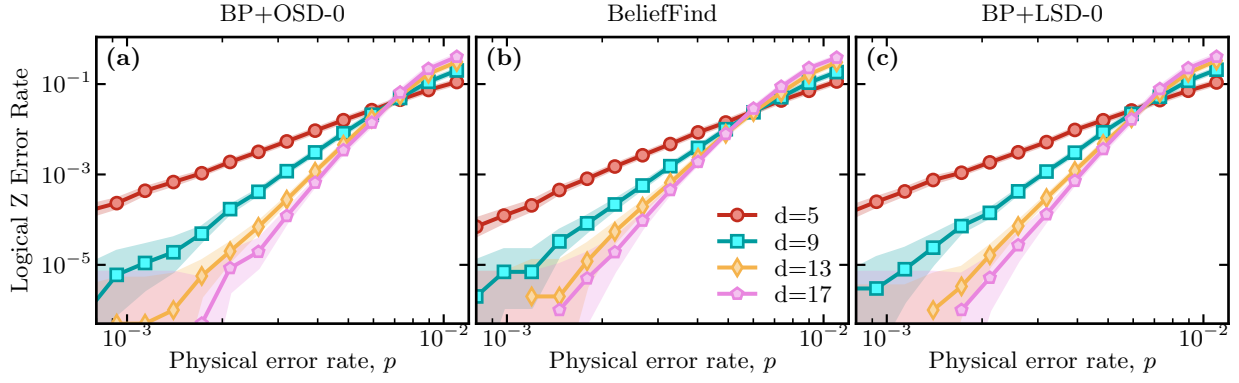 BP+OSD-0
BeliefFind
BP+LSD-0
(a)
(b)
(c)
Logical Z Error Rate
10⁻¹
10⁻³
10⁻⁵
d=5
d=9
d=13
d=17
10⁻³
10⁻²
10⁻³
10⁻²
10⁻³
10⁻²
Physical error rate, p
Physical error rate, p
Physical error rate, p